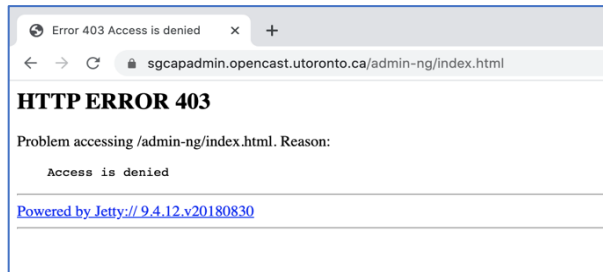 Error 403 Access is denied
sgcapadmin.opencast.utoronto.ca/admin-ng/index.html
HTTP ERROR 403
Problem accessing /admin-ng/index.html. Reason:
Access is denied
Powered by Jetty:// 9.4.12.v20180830